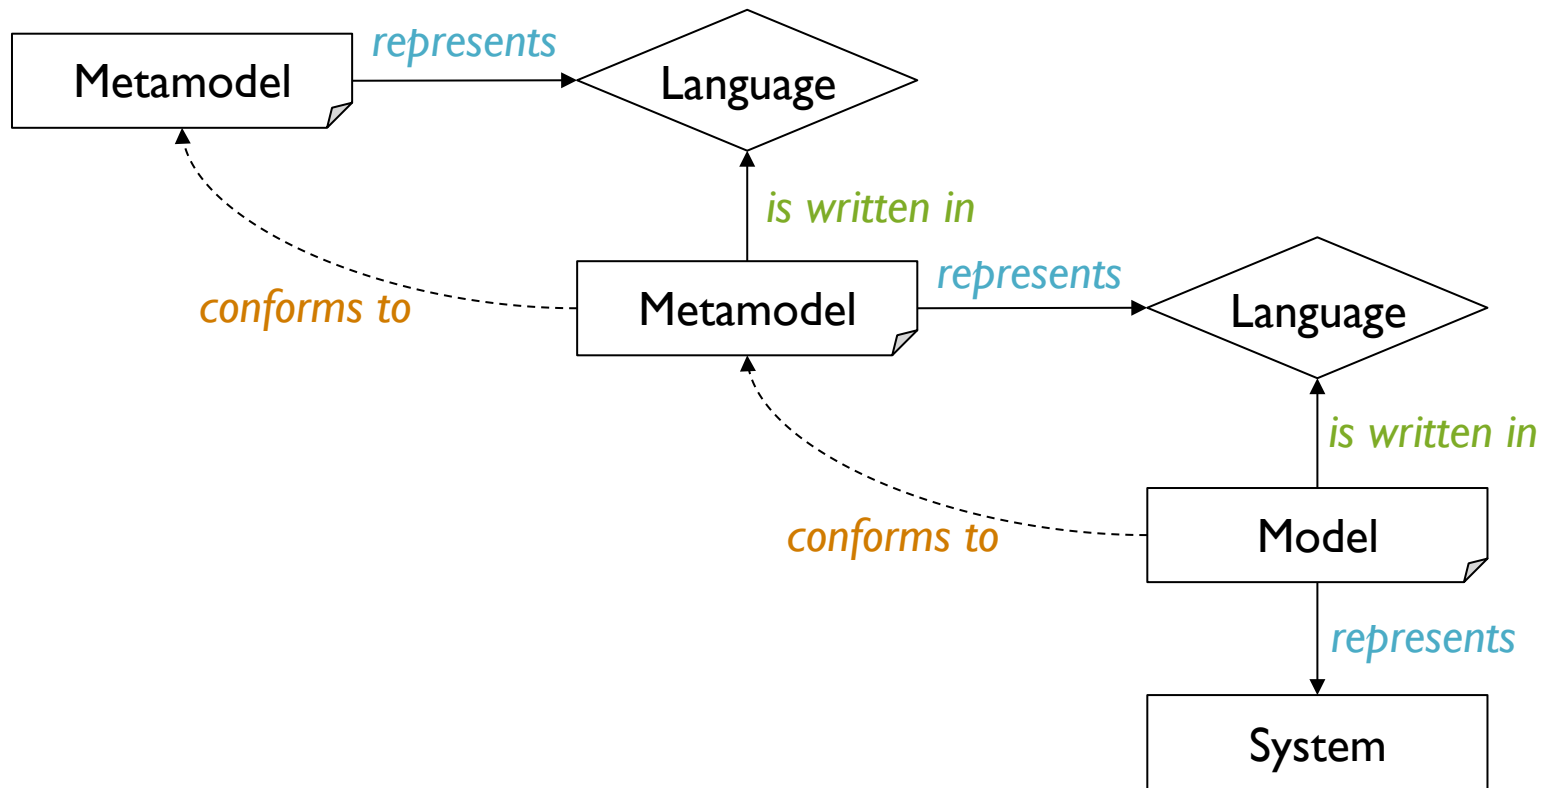 represents
Metamodel
Language
is written in
represents
conforms to
Metamodel
Language
is written in
conforms to
Model
represents
System